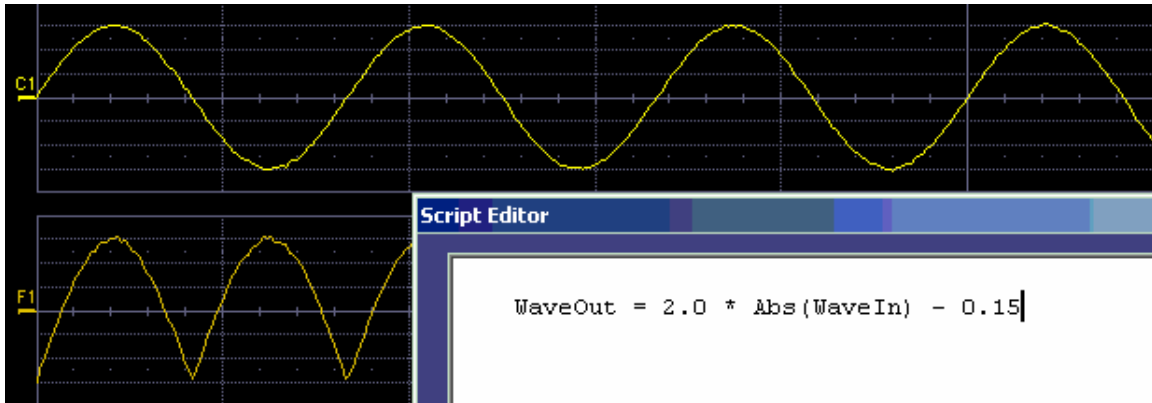 C1
Script Editor
F1
WaveOut = 2.0 * Abs(WaveIn) - 0.15